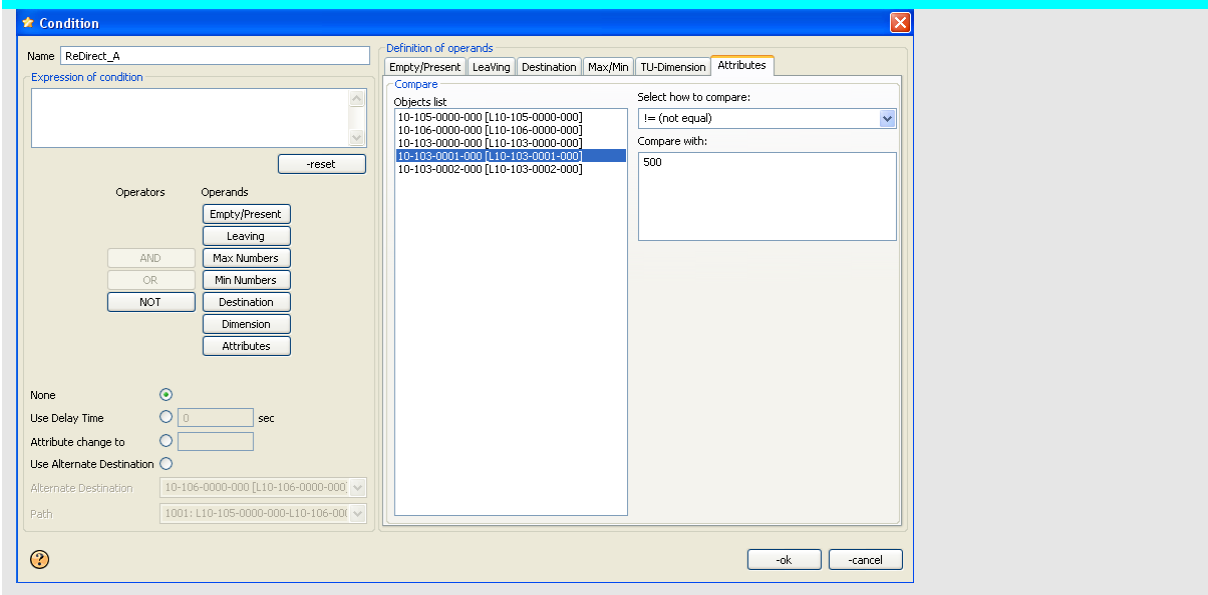 Condition
Name ReDirect_A
Expression of condition
-reset
Operators Operands
Empty/Present
Leaving
AND Max Numbers
OR Min Numbers
NOT Destination
Dimension
Attributes
None
Use Delay Time 0 sec
Attribute change to
Use Alternate Destination
Alternate Destination 10-106-0000-000 [L10-106-0000-000]
Path 1001: L10-105-0000-000-L10-106-00(
Definition of operands
Empty/Present LeaVing Destination Max/Min TU-Dimension Attributes
Compare
Objects list
10-105-0000-000 [L10-105-0000-000]
10-106-0000-000 [L10-106-0000-000]
10-103-0000-000 [L10-103-0000-000]
10-103-0001-000 [L10-103-0001-000]
10-103-0002-000 [L10-103-0002-000]
Select how to compare:
!= (not equal)
Compare with:
500
?
-ok -cancel